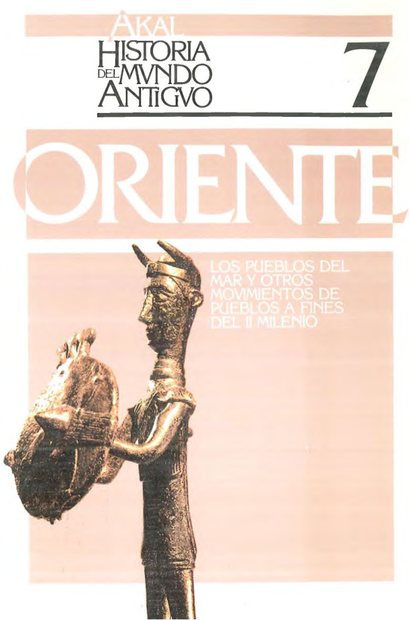 AKAL
HISTORIA
DEL MVNDO
ANTIGVO
7
ORIENTE
LOS PUEBLOS DEL
MAR Y OTROS
MOVIMIENTOS DE
PUEBLOS A FINES
DEL II MILENIO